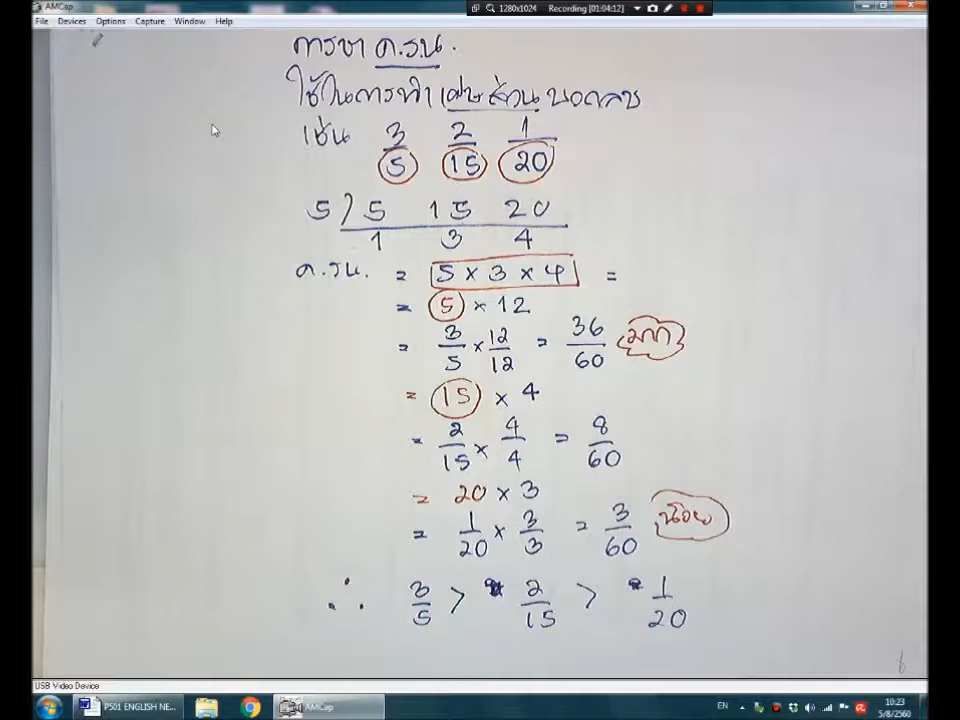 AMCap
1280x1024 Recording [01:04:12]
File Devices Options Capture Window Help
การหา ค.ร.น.
ใช้ในการทำ เศษส่วน บวกลบ
เช่น 3/5 2/15 1/20
5 ) 5 15 20
1 3 4
ค.ร.น. = 5 × 3 × 4 =
= 5 × 12
= 3/5 × 12/12 = 36/60 มาก
= 15 × 4
= 2/15 × 4/4 = 8/60
= 20 × 3
= 1/20 × 3/3 = 3/60 น้อย
∴ 3/5 > 2/15 > 1/20
USB Video Device
PS01 ENGLISH NE...
AMCap
EN
10:23
5/8/2560